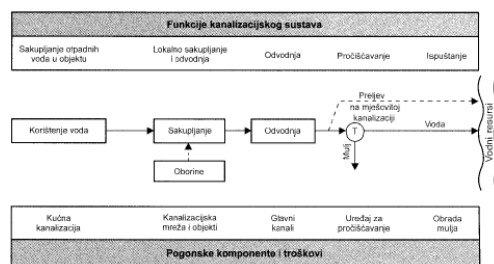 Funkcije kanalizacijskog sustava
Sakupljanje otpadnih
voda u objektu
Lokalno sakupljanje
i odvodnja
Odvodnja
Pročišćavanje
Ispuštanje
Preljev
na mješovitoj
kanalizaciji
Korištenje voda
Sakupljanje
Odvodnja
T
Voda
Mulj
Oborine
Vodni resursi
Kućna
kanalizacija
Kanalizacijska
mreža i objekti
Glavni
kanali
Uređaj za
pročišćavanje
Obrada
mulja
Pogonske komponente i troškovi